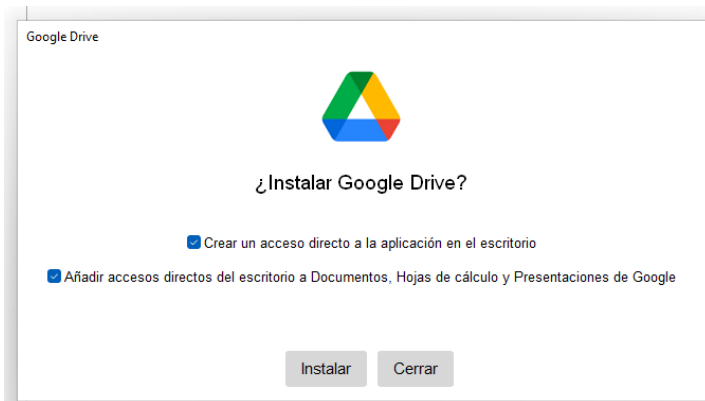 Google Drive
¿Instalar Google Drive?
Crear un acceso directo a la aplicación en el escritorio
Añadir accesos directos del escritorio a Documentos, Hojas de cálculo y Presentaciones de Google
Instalar Cerrar